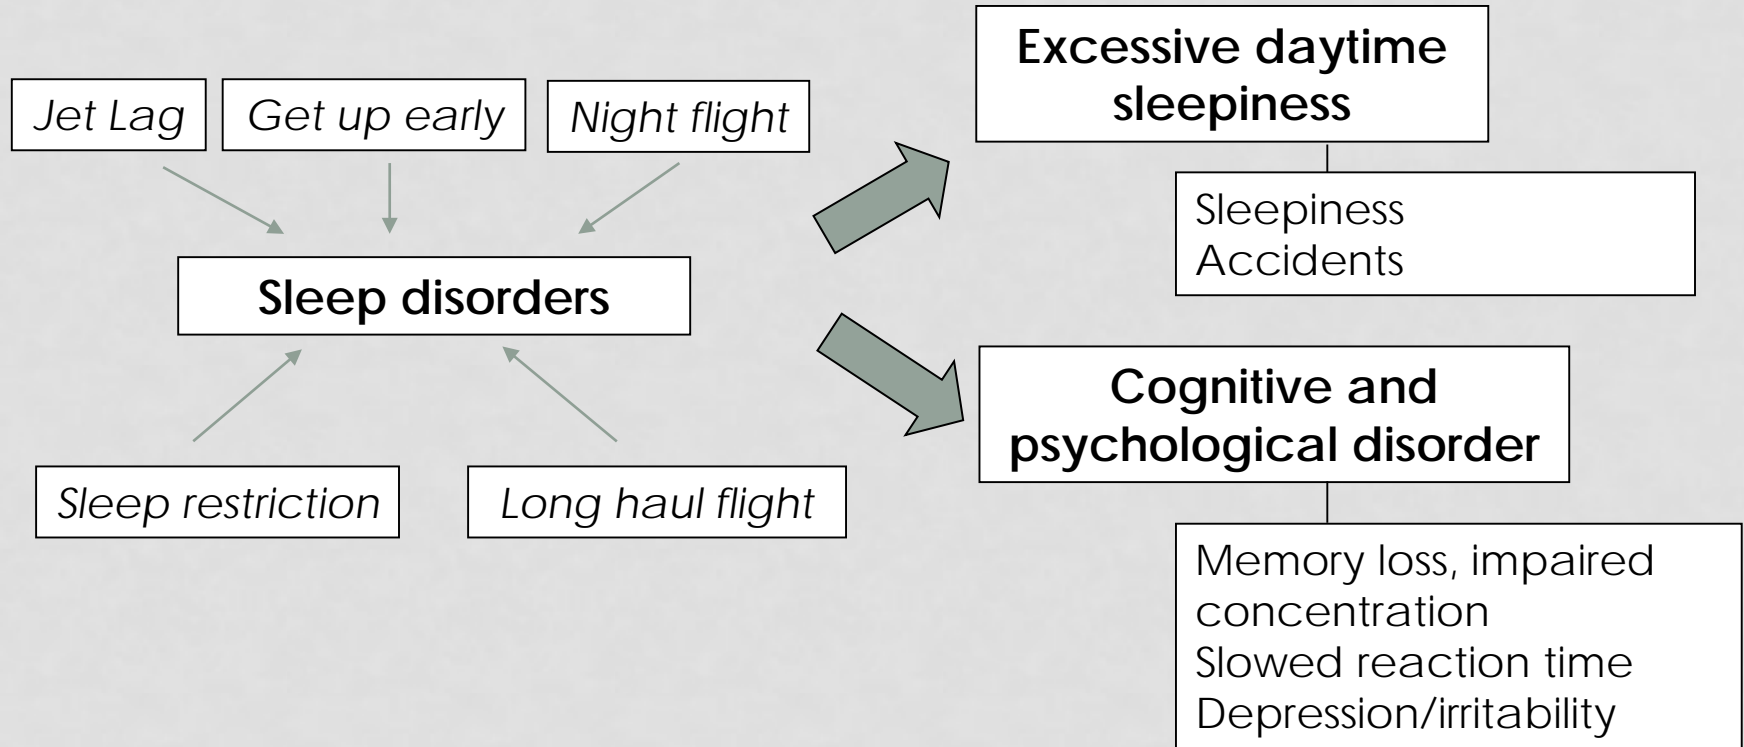 Jet Lag
Get up early
Night flight
Sleep disorders
Sleep restriction
Long haul flight
Excessive daytime
sleepiness
Sleepiness
Accidents
Cognitive and
psychological disorder
Memory loss, impaired
concentration
Slowed reaction time
Depression/irritability